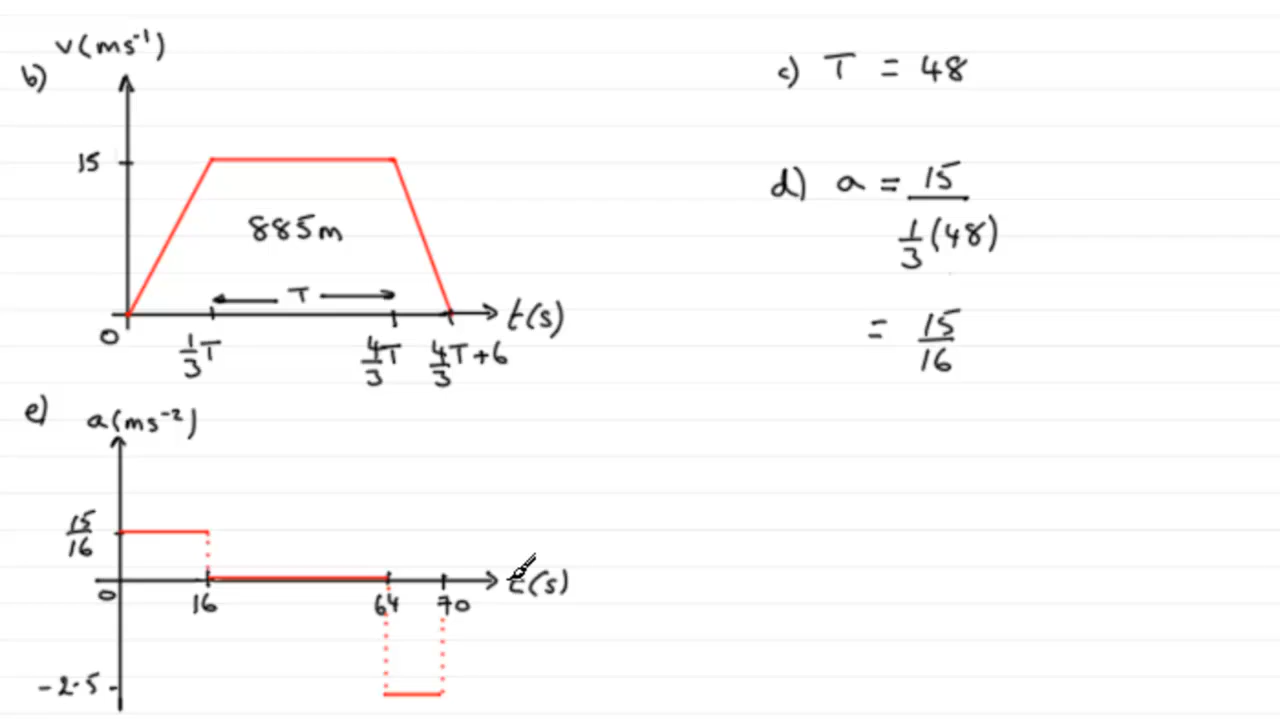 b) v(ms⁻¹)
15
885m
T
0
1/3 T
4/3 T
4/3 T + 6
t(s)
c) T = 48
d) a = 15 / 1/3 (48)
= 15/16
e) a(ms⁻²)
15/16
0
16
64
70
t(s)
-2·5